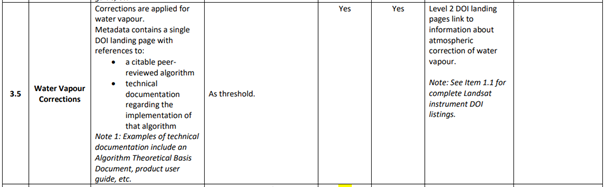 Corrections are applied for
water vapour.
Metadata contains a single
DOI landing page with
references to:
• a citable peer-
reviewed algorithm
• technical
documentation
regarding the
implementation of
that algorithm
Note 1: Examples of technical
documentation include an
Algorithm Theoretical Basis
Document, product user
guide, etc.
3.5
Water Vapour
Corrections
As threshold.
Yes
Yes
Level 2 DOI landing
pages link to
information about
atmospheric
correction of water
vapour.
Note: See Item 1.1 for
complete Landsat
instrument DOI
listings.